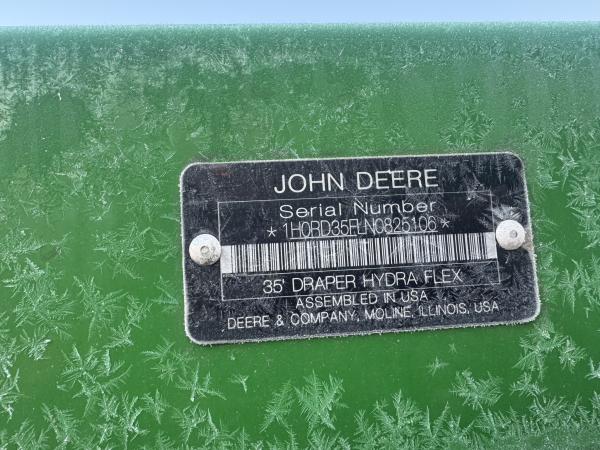 JOHN DEERE
Serial Number
*1H0RD35FLN0825106*
35' DRAPER HYDRA FLEX
ASSEMBLED IN USA
DEERE & COMPANY, MOLINE, ILLINOIS, USA